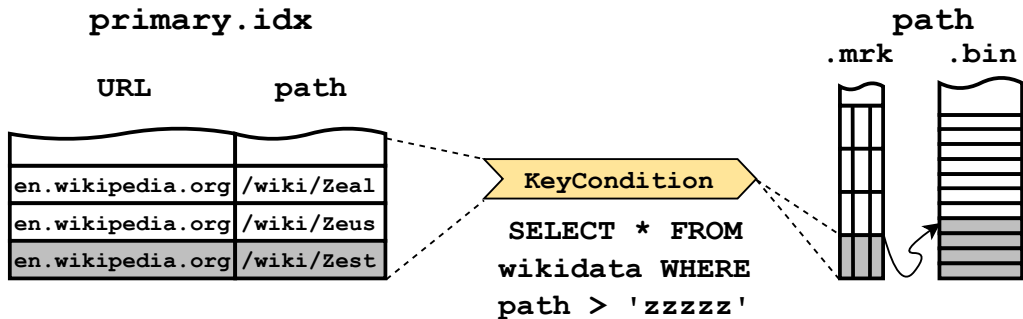 primary.idx
path
.mrk .bin
URL path
en.wikipedia.org /wiki/Zeal
en.wikipedia.org /wiki/Zeus
en.wikipedia.org /wiki/Zest
KeyCondition
SELECT * FROM
wikidata WHERE
path > 'zzzzz'